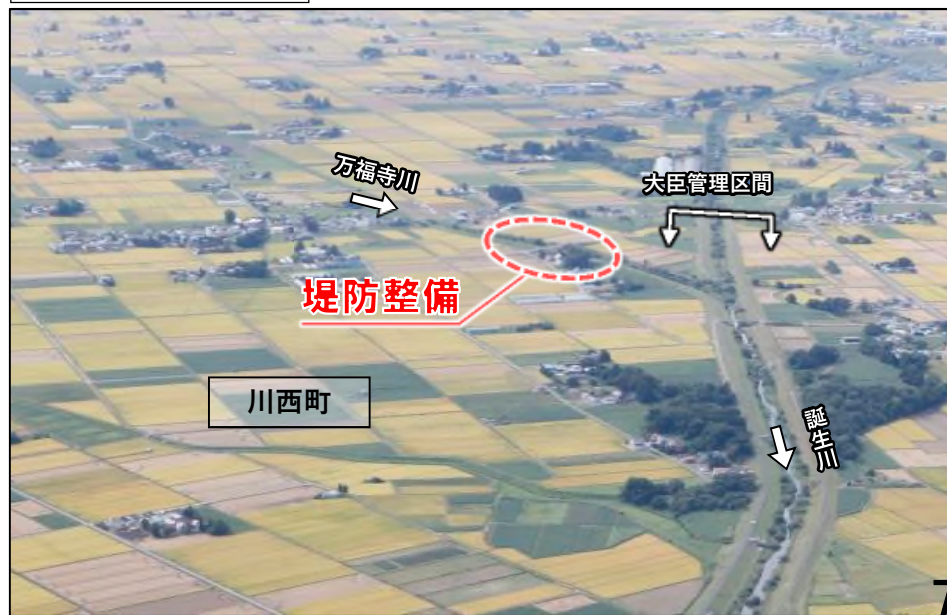 万福寺川
大臣管理区間
堤防整備
川西町
誕生川